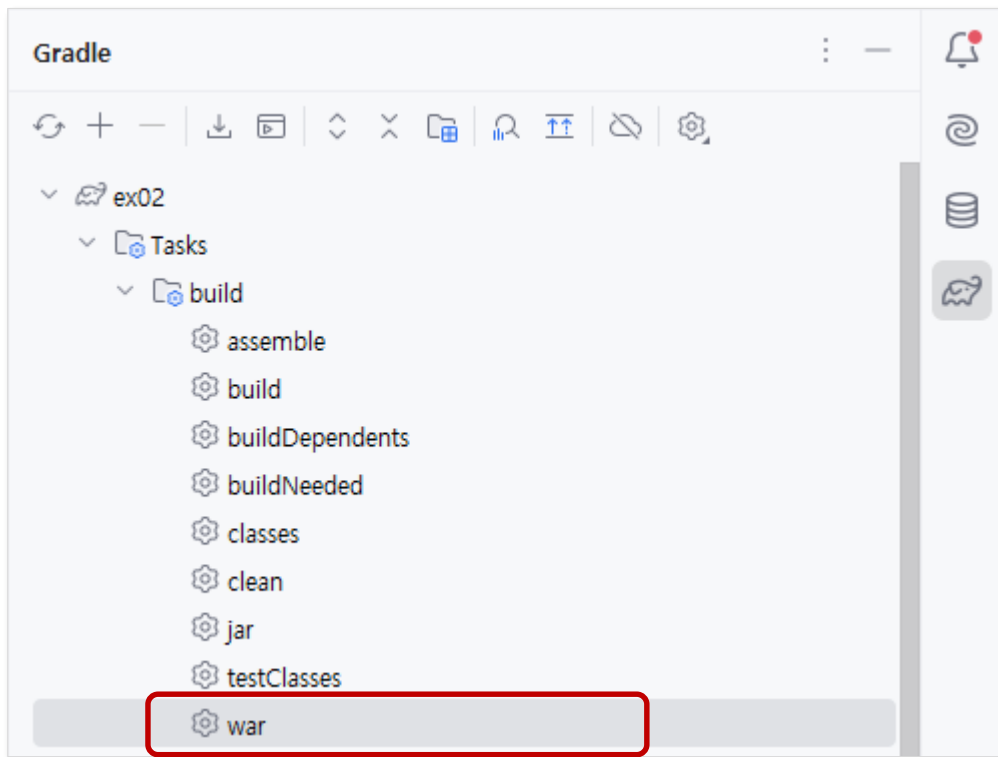 Gradle
ex02
Tasks
build
assemble
build
buildDependents
buildNeeded
classes
clean
jar
testClasses
war